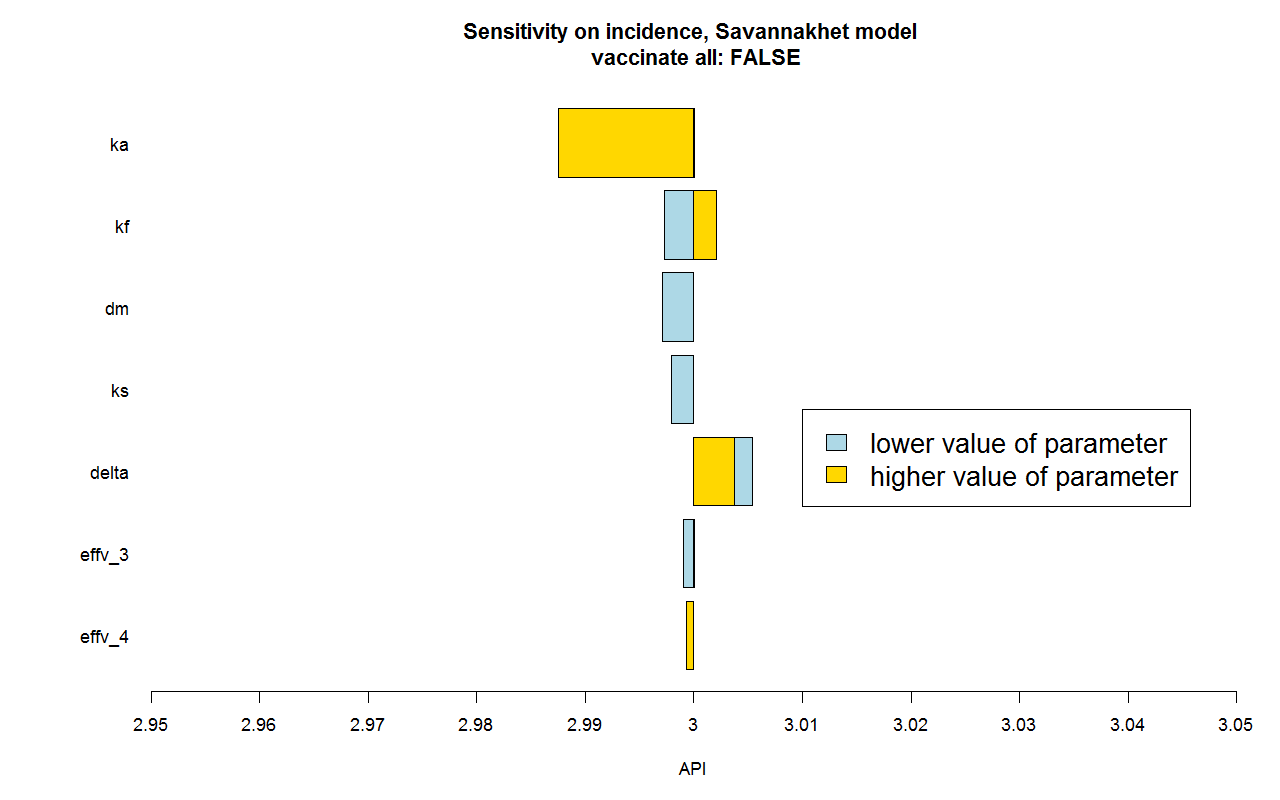 Sensitivity on incidence, Savannakhet model
vaccinate all: FALSE
ka
kf
dm
ks
delta
effv_3
effv_4
lower value of parameter
higher value of parameter
2.95 2.96 2.97 2.98 2.99 3 3.01 3.02 3.03 3.04 3.05
API